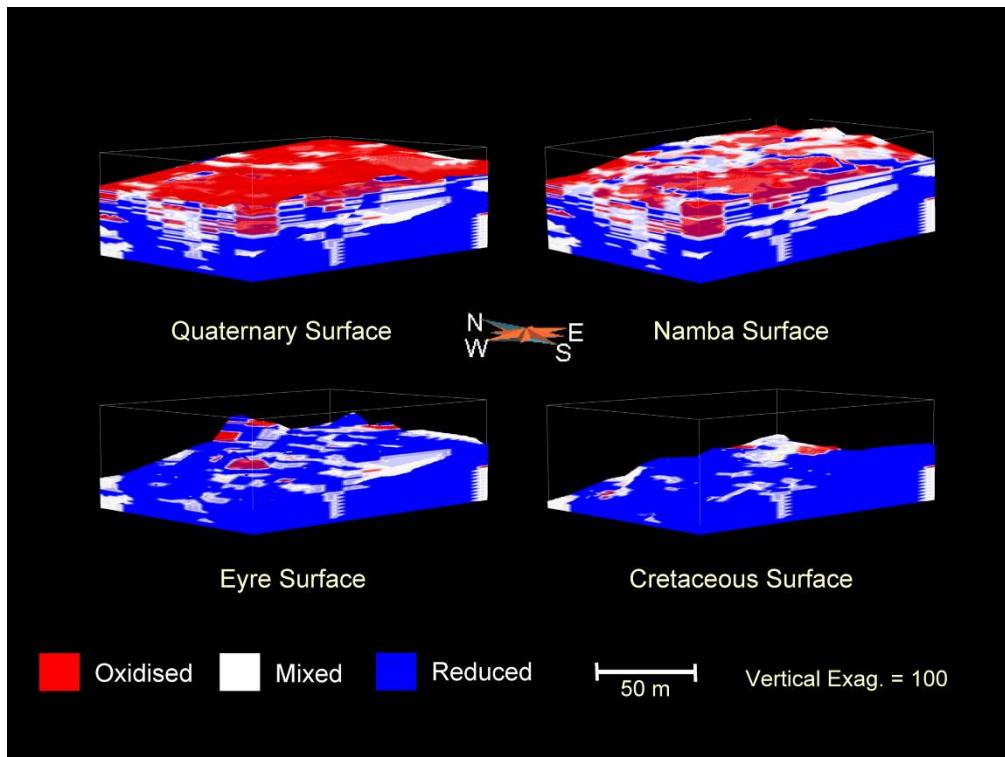 Quaternary Surface
Namba Surface
N
E
W
S
Eyre Surface
Cretaceous Surface
Oxidised
Mixed
Reduced
50 m
Vertical Exag. = 100